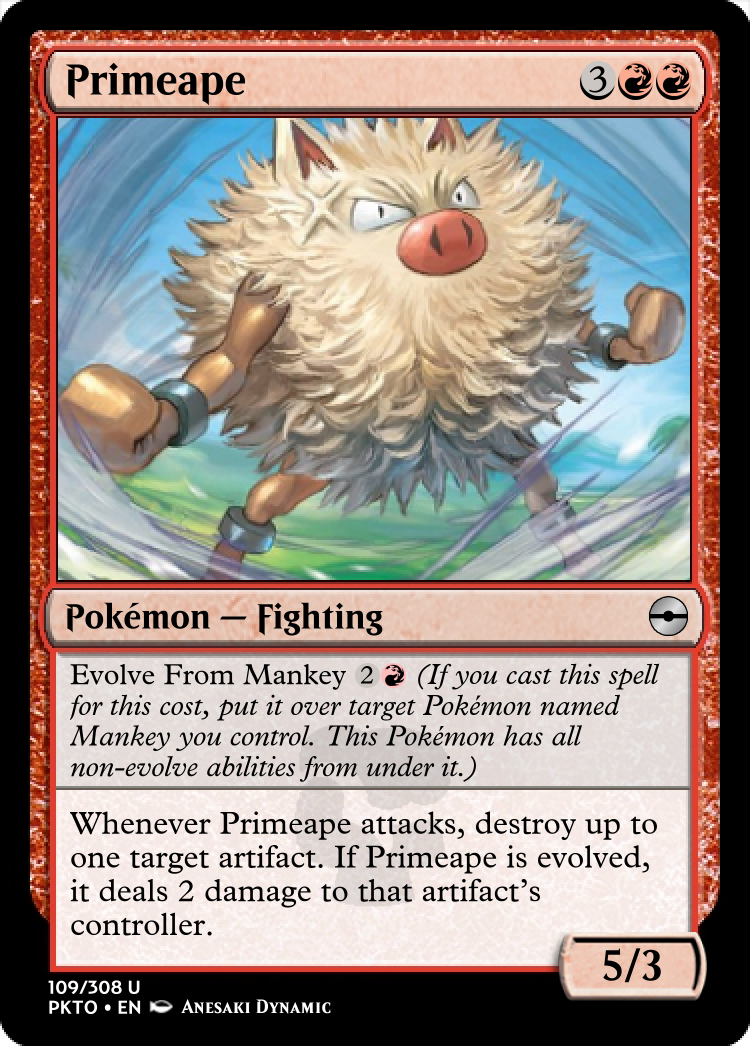 Primeape 3
Pokémon — Fighting
Evolve From Mankey 2 (If you cast this spell
for this cost, put it over target Pokémon named
Mankey you control. This Pokémon has all
non-evolve abilities from under it.)
Whenever Primeape attacks, destroy up to
one target artifact. If Primeape is evolved,
it deals 2 damage to that artifact's
controller.
5/3
109/308 U
PKTO • EN Anesaki Dynamic